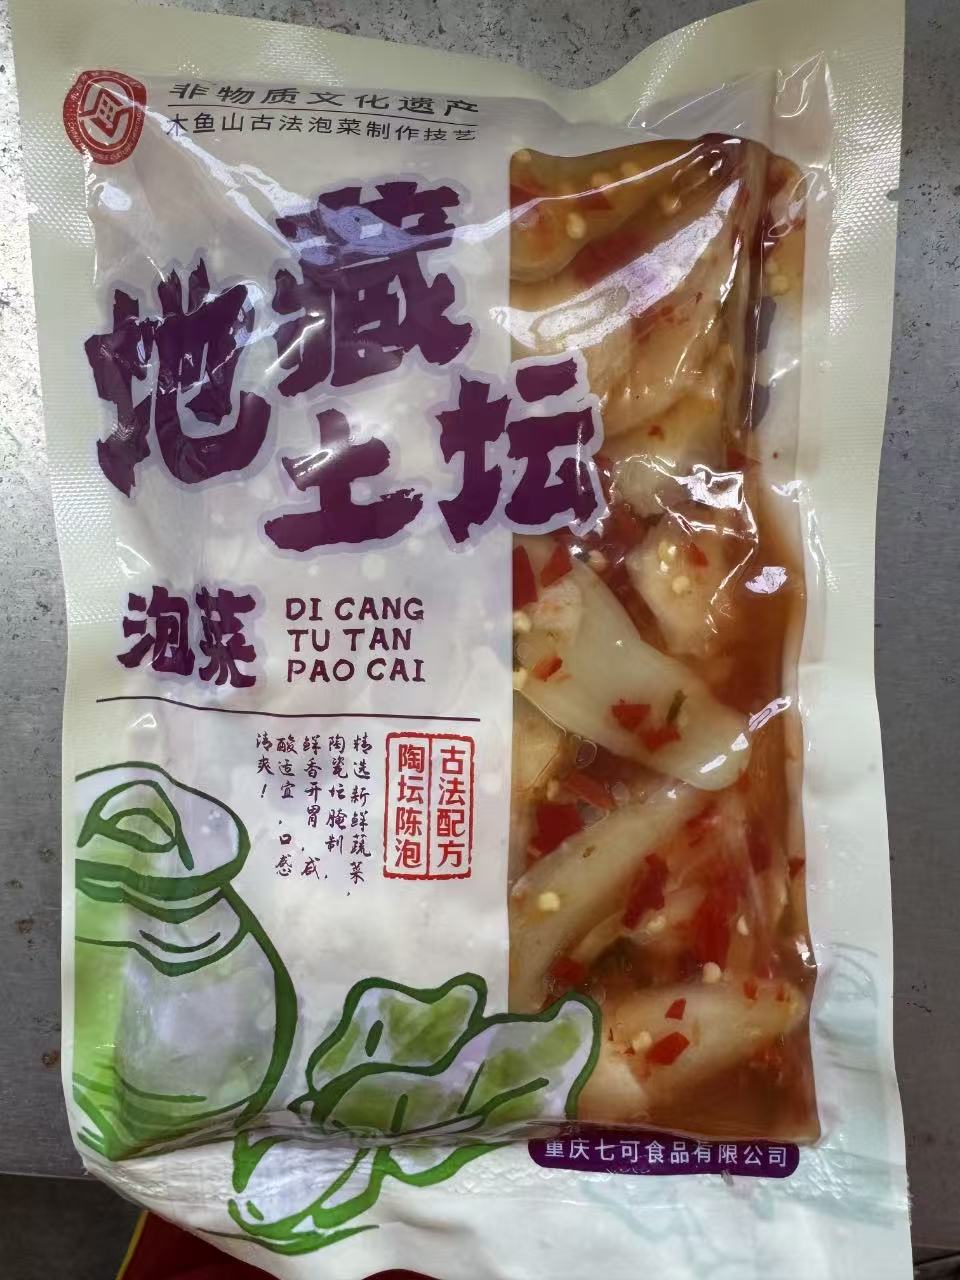 非物质文化遗产
木鱼山古法泡菜制作技艺
地藏
土坛
泡菜
DI CANG
TU TAN
PAO CAI
古法配方
陶坛陈泡
精选新鲜蔬菜，
陶瓷坛腌制，
鲜香开胃，咸
酸适宜，口感
清爽！
重庆七可食品有限公司